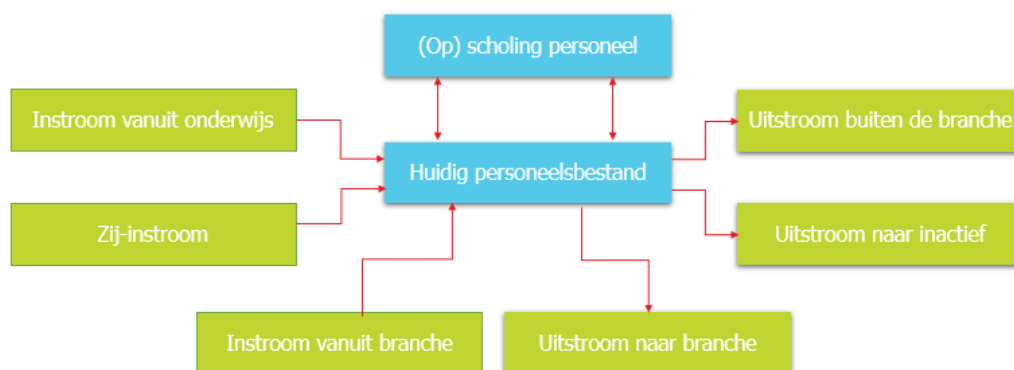 (Op) scholing personeel
Instroom vanuit onderwijs
Uitstroom buiten de branche
Huidig personeelsbestand
Zij-instroom
Uitstroom naar inactief
Instroom vanuit branche
Uitstroom naar branche